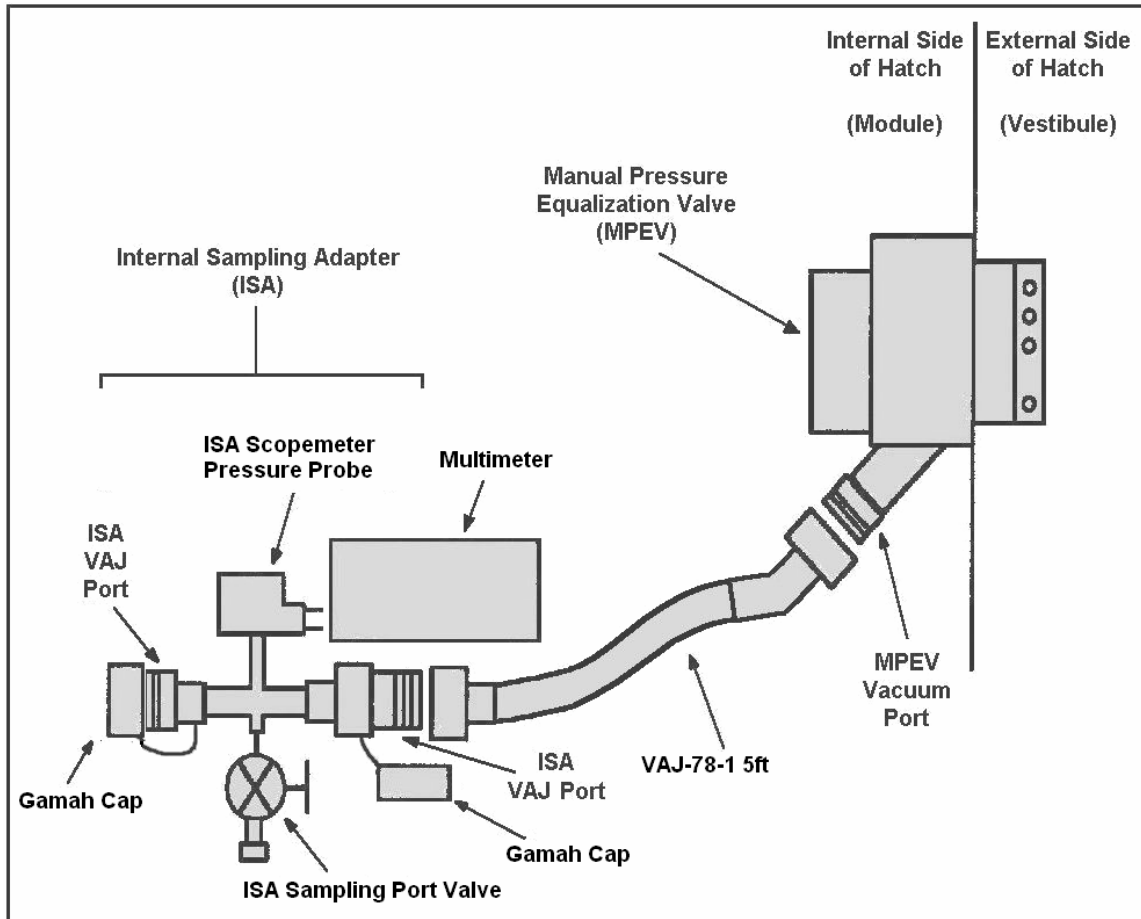 Internal Side
of Hatch
(Module)
External Side
of Hatch
(Vestibule)
Manual Pressure
Equalization Valve
(MPEV)
Internal Sampling Adapter
(ISA)
ISA Scopemeter
Pressure Probe
Multimeter
ISA
VAJ
Port
MPEV
Vacuum
Port
VAJ-78-1 5ft
ISA
VAJ Port
Gamah Cap
Gamah Cap
ISA Sampling Port Valve